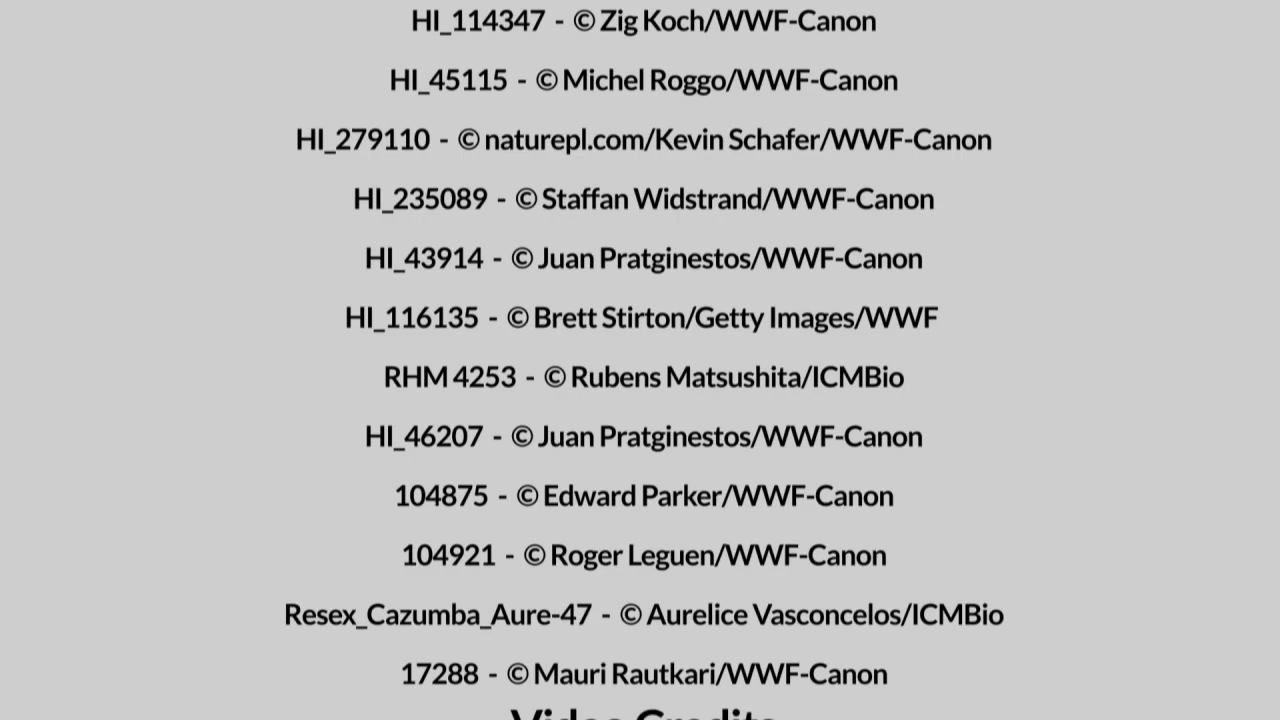 HI_114347 - © Zig Koch/WWF-Canon
HI_45115 - © Michel Roggo/WWF-Canon
HI_279110 - © naturepl.com/Kevin Schafer/WWF-Canon
HI_235089 - © Staffan Widstrand/WWF-Canon
HI_43914 - © Juan Pratginestos/WWF-Canon
HI_116135 - © Brett Stirton/Getty Images/WWF
RHM 4253 - © Rubens Matsushita/ICMBio
HI_46207 - © Juan Pratginestos/WWF-Canon
104875 - © Edward Parker/WWF-Canon
104921 - © Roger Leguen/WWF-Canon
Resex_Cazumba_Aure-47 - © Aurelice Vasconcelos/ICMBio
17288 - © Mauri Rautkari/WWF-Canon
Video Credits